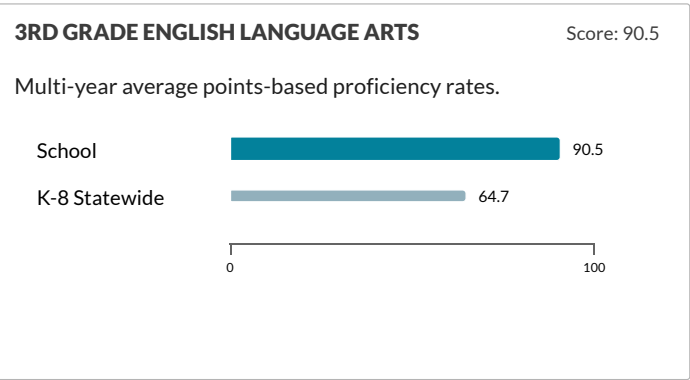 3RD GRADE ENGLISH LANGUAGE ARTS Score: 90.5
Multi-year average points-based proficiency rates.
School 90.5
K-8 Statewide 64.7
0 100